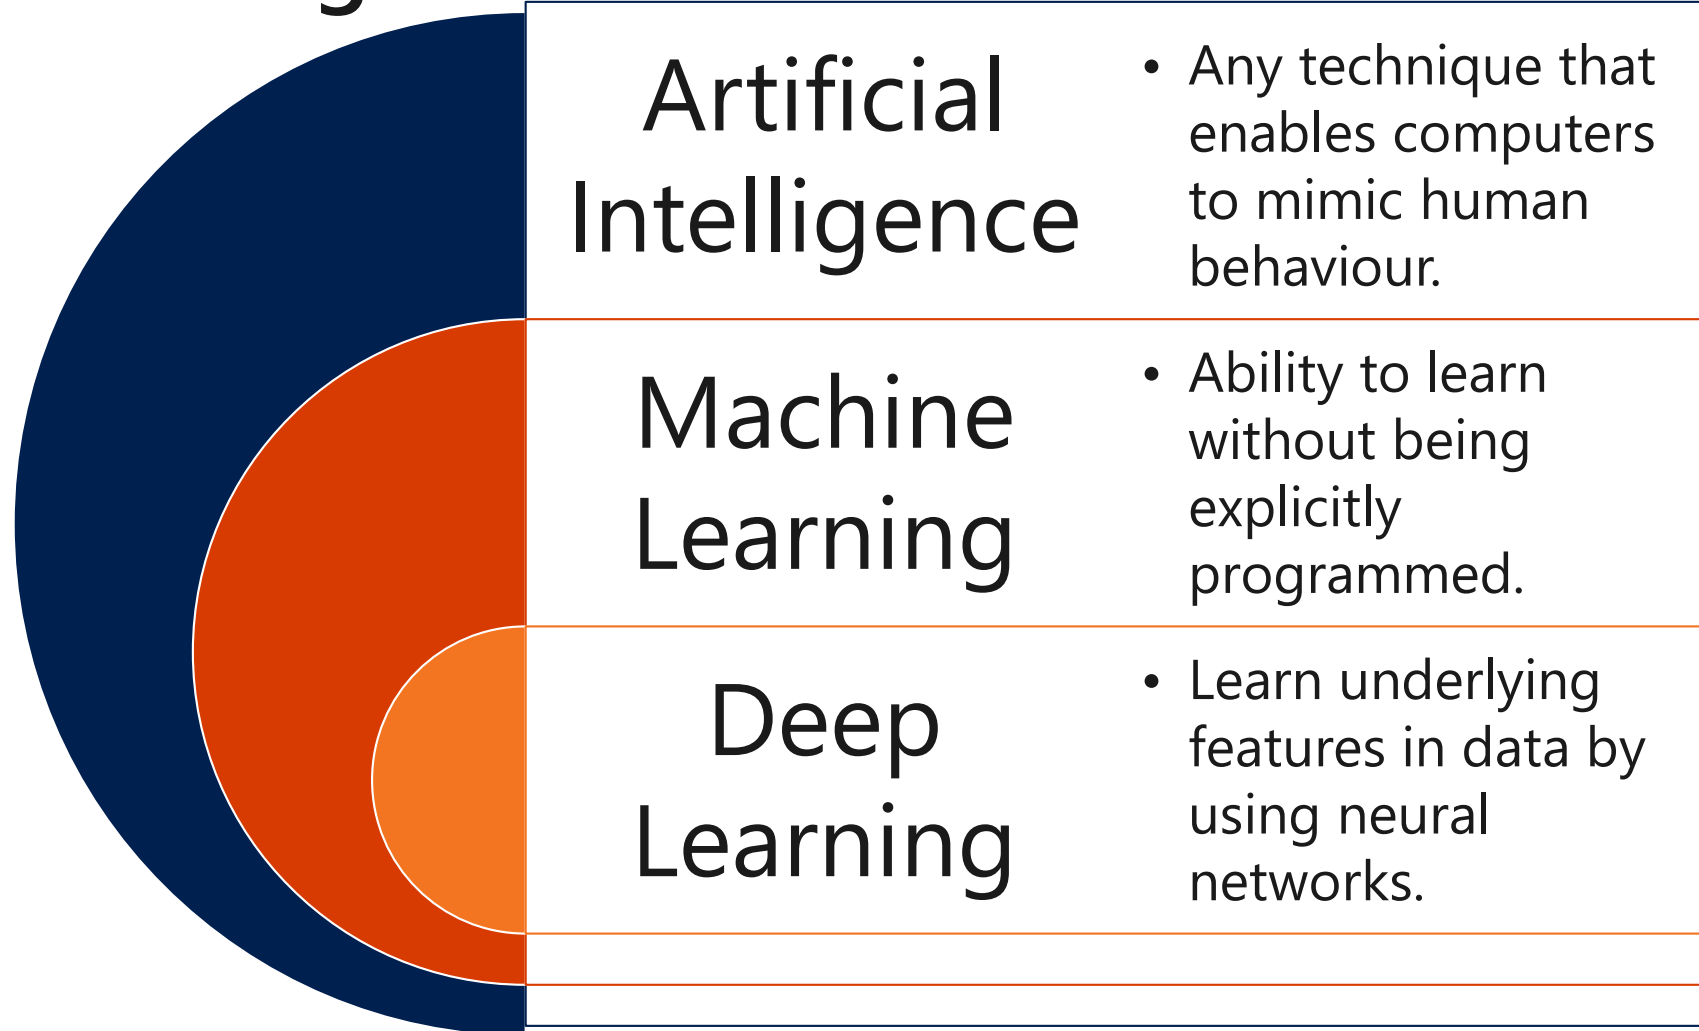 Artificial
Intelligence
• Any technique that
enables computers
to mimic human
behaviour.
Machine
Learning
• Ability to learn
without being
explicitly
programmed.
Deep
Learning
• Learn underlying
features in data by
using neural
networks.